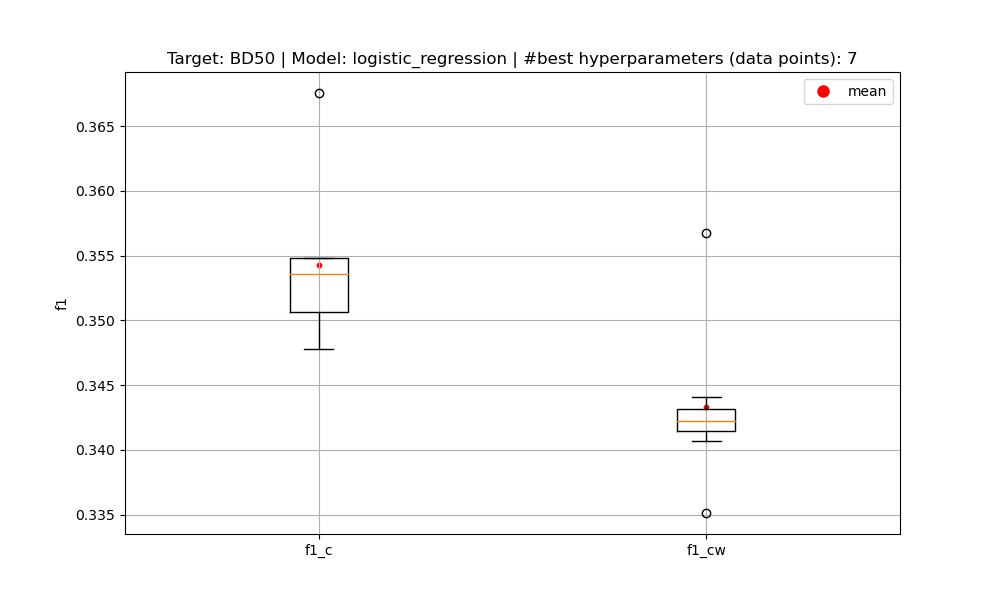 Target: BD50 | Model: logistic_regression | #best hyperparameters (data points): 7
mean
0.365
0.360
0.355
0.350
0.345
0.340
0.335
f1
f1_c
f1_cw